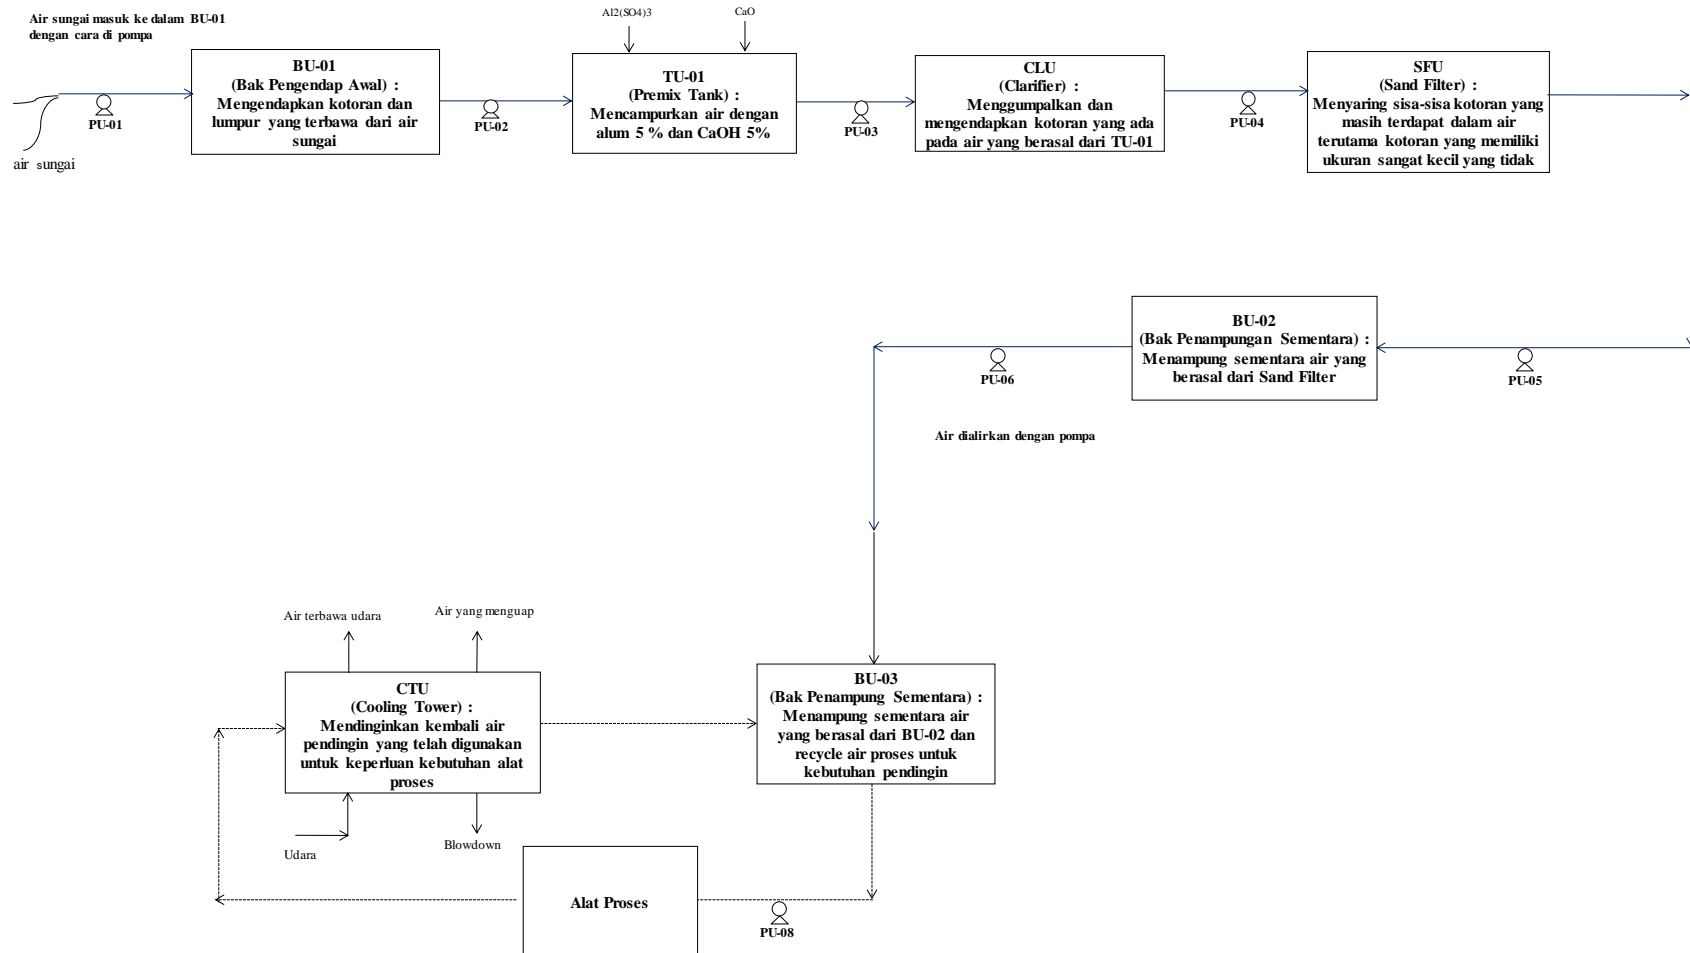 Air sungai masuk ke dalam BU-01
dengan cara di pompa
Al2(SO4)3
CaO
BU-01
(Bak Pengendap Awal) :
Mengendapkan kotoran dan
lumpur yang terbawa dari air
sungai
TU-01
(Premix Tank) :
Mencampurkan air dengan
alum 5 % dan CaOH 5%
CLU
(Clarifier) :
Menggumpalkan dan
mengendapkan kotoran yang ada
pada air yang berasal dari TU-01
SFU
(Sand Filter) :
Menyaring sisa-sisa kotoran yang
masih terdapat dalam air
terutama kotoran yang memiliki
ukuran sangat kecil yang tidak
PU-01
PU-02
PU-03
PU-04
air sungai
BU-02
(Bak Penampungan Sementara) :
Menampung sementara air yang
berasal dari Sand Filter
PU-06
PU-05
Air dialirkan dengan pompa
Air terbawa udara
Air yang menguap
CTU
(Cooling Tower) :
Mendinginkan kembali air
pendingin yang telah digunakan
untuk keperluan kebutuhan alat
proses
BU-03
(Bak Penampung Sementara) :
Menampung sementara air
yang berasal dari BU-02 dan
recycle air proses untuk
kebutuhan pendingin
Udara
Blowdown
Alat Proses
PU-08